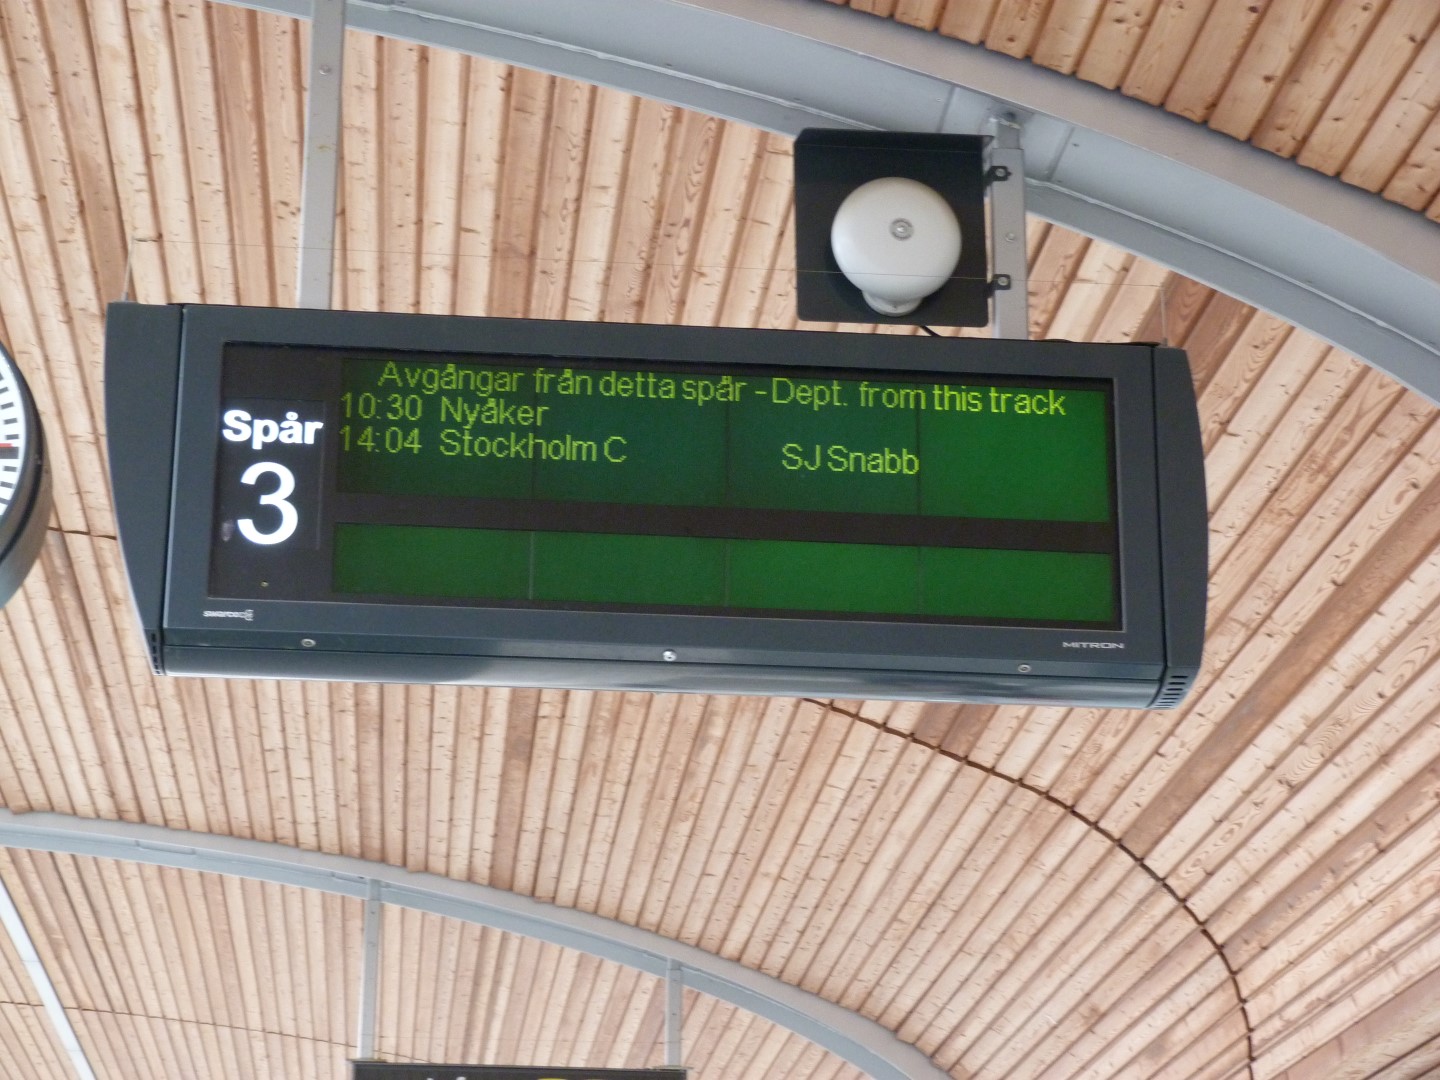 Avgångar från detta spår - Dept. from this track
10:30 Nyåker
14:04 Stockholm C SJ Snabb
Spår
3
MITRON